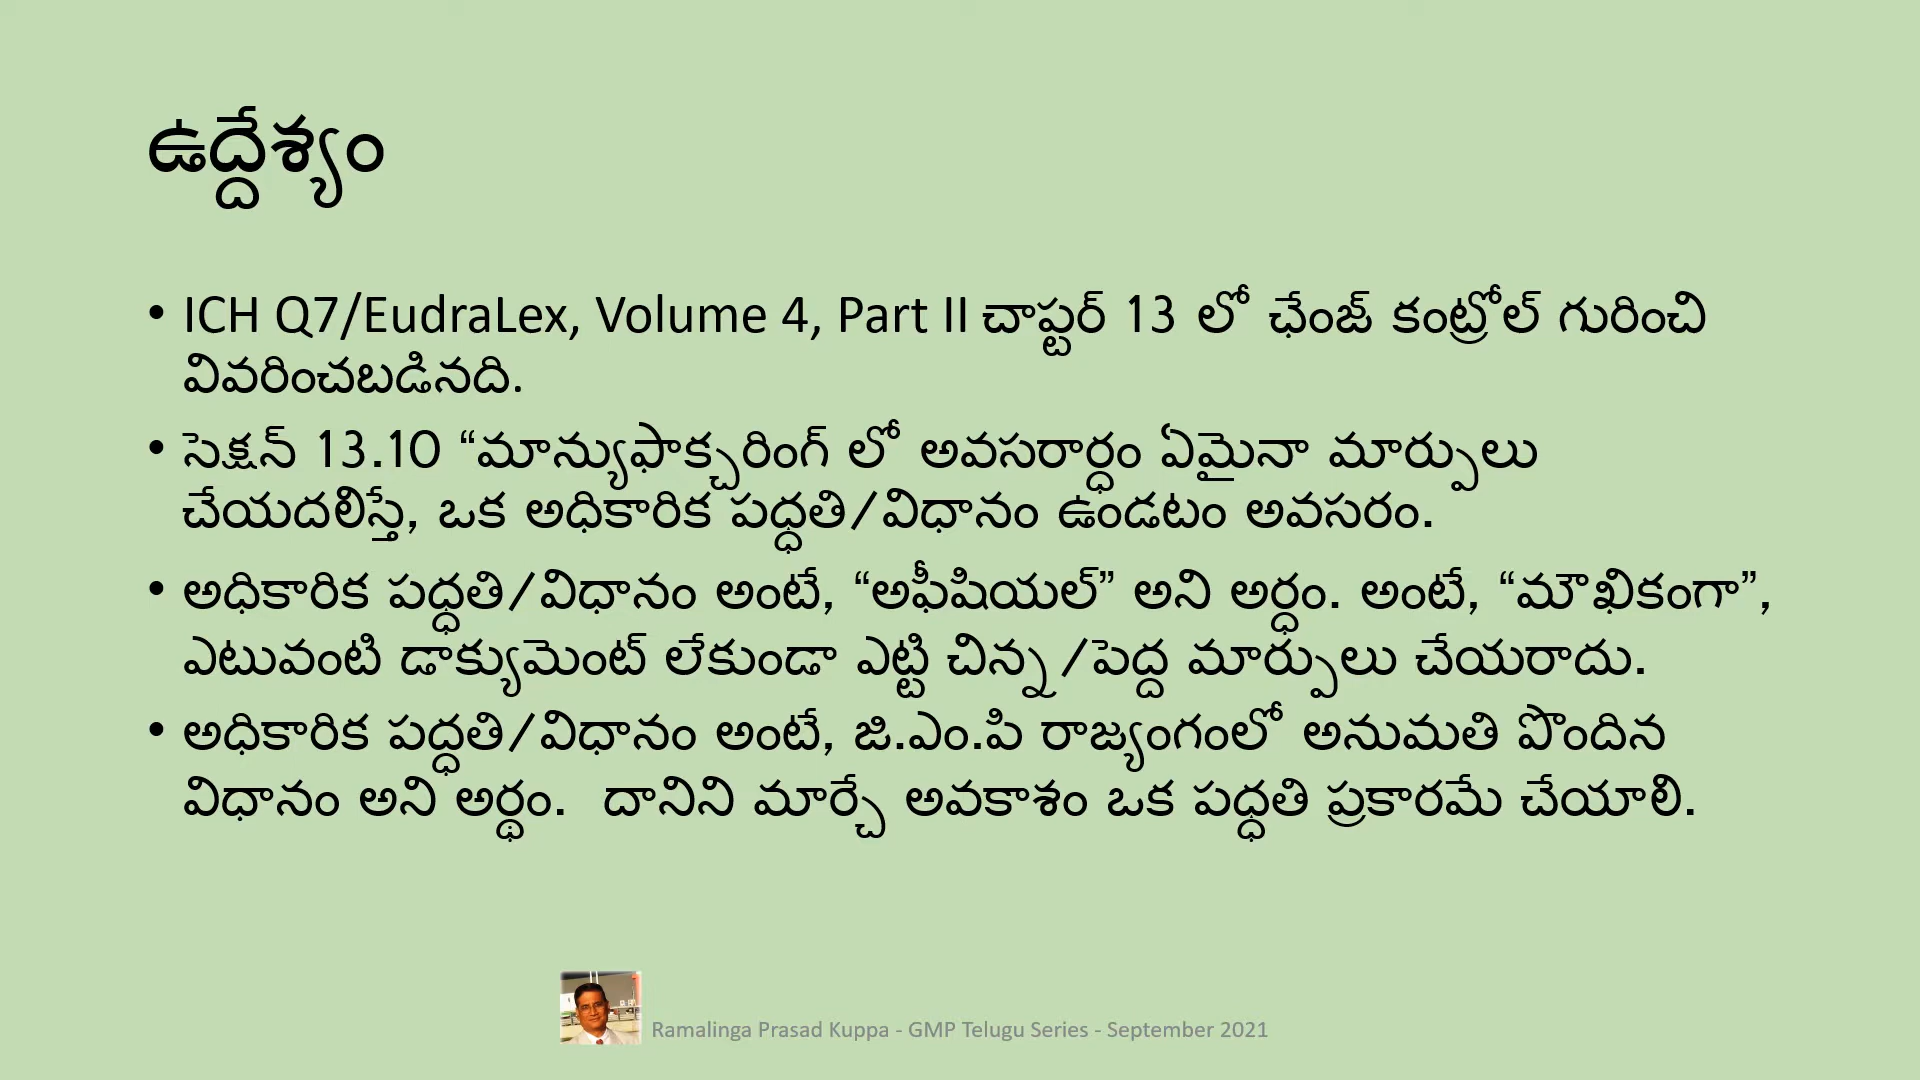 ఉద్దేశ్యం
• ICH Q7/EudraLex, Volume 4, Part II చాప్టర్ 13 లో ఛేంజ్ కంట్రోల్ గురించి
వివరించబడినది.
• సెక్షన్ 13.10 “మాన్యుఫాక్చరింగ్ లో అవసరార్ధం ఏమైనా మార్పులు
చేయదలిస్తే, ఒక అధికారిక పద్ధతి/విధానం ఉండటం అవసరం.
• అధికారిక పద్ధతి/విధానం అంటే, “అఫీషియల్” అని అర్ధం. అంటే, “మౌఖికంగా”,
ఎటువంటి డాక్యుమెంట్ లేకుండా ఎట్టి చిన్న /పెద్ద మార్పులు చేయరాదు.
• అధికారిక పద్ధతి/విధానం అంటే, జి.ఎం.పి రాజ్యంగంలో అనుమతి పొందిన
విధానం అని అర్థం. దానిని మార్చే అవకాశం ఒక పద్ధతి ప్రకారమే చేయాలి.
Ramalinga Prasad Kuppa - GMP Telugu Series - September 2021